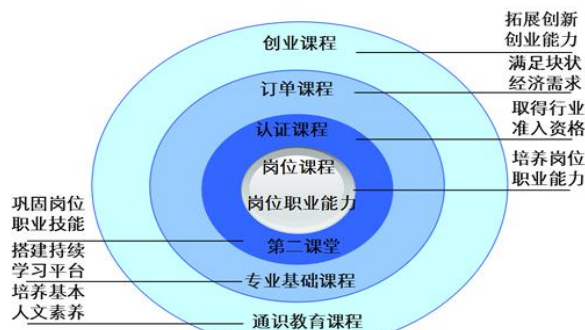 创业课程
拓展创新
创业能力
订单课程
满足块状
经济需求
认证课程
取得行业
准入资格
岗位课程
培养岗位
职业能力
岗位职业能力
巩固岗位
职业技能
第二课堂
搭建持续
学习平台
专业基础课程
培养基本
人文素养
通识教育课程